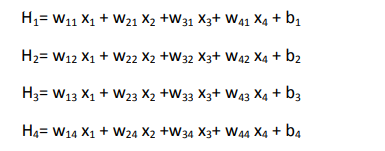 H₁= w₁₁ x₁ + w₂₁ x₂ +w₃₁ x₃+ w₄₁ x₄ + b₁
H₂= w₁₂ x₁ + w₂₂ x₂ +w₃₂ x₃+ w₄₂ x₄ + b₂
H₃= w₁₃ x₁ + w₂₃ x₂ +w₃₃ x₃+ w₄₃ x₄ + b₃
H₄= w₁₄ x₁ + w₂₄ x₂ +w₃₄ x₃+ w₄₄ x₄ + b₄